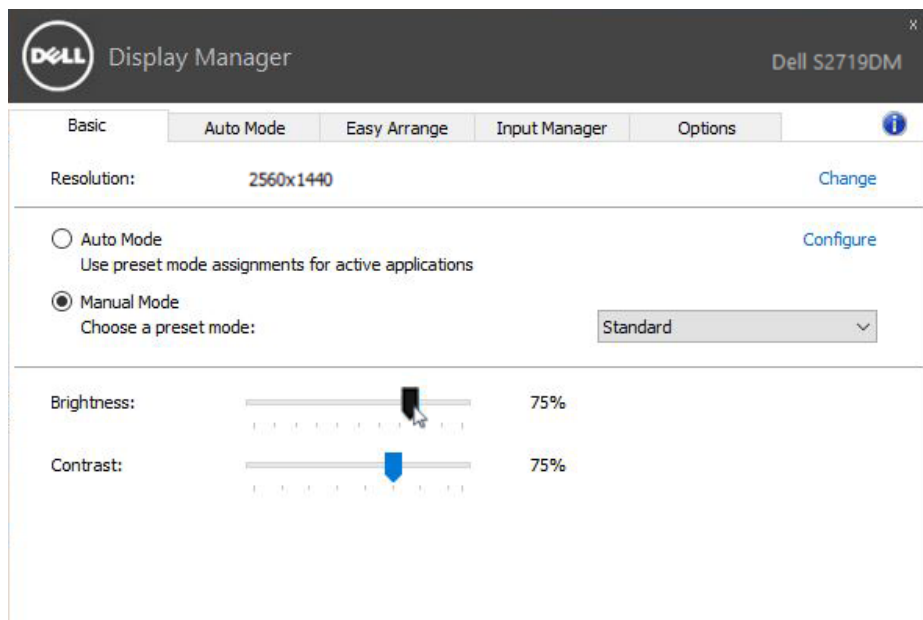 x
DELL Display Manager Dell S2719DM
Basic Auto Mode Easy Arrange Input Manager Options i
Resolution: 2560x1440 Change
Auto Mode Configure
Use preset mode assignments for active applications
Manual Mode
Choose a preset mode: Standard
Brightness: 75%
Contrast: 75%